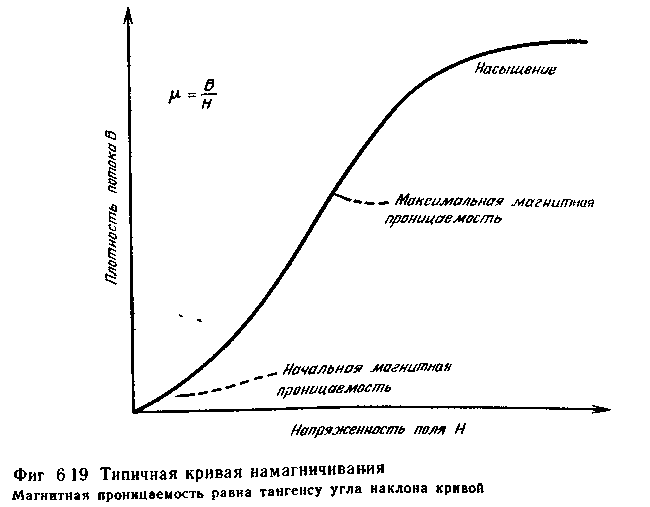 Плотность потока В
μ = В
Н
Насыщение
Максимальная магнитная
проницаемость
Начальная магнитная
проницаемость
Напряженность поля Н
Фиг 6 19 Типичная кривая намагничивания
Магнитная проницаемость равна тангенсу угла наклона кривой